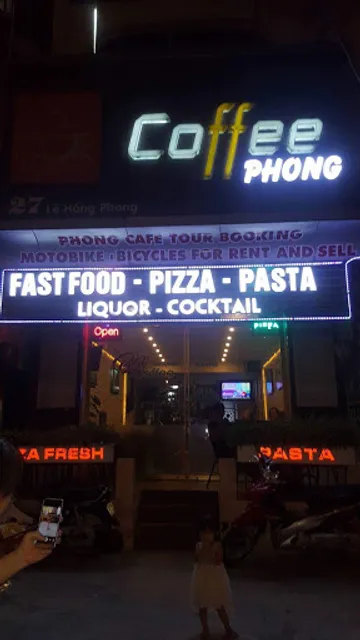 Coffee
PHONG
27 Lê Hồng Phong
PHONG CAFE TOUR BOOKING
MOTOBIKE - BICYCLES FOR RENT AND SELL
FAST FOOD - PIZZA - PASTA
LIQUOR - COCKTAIL
Open
PIZZA
ZA FRESH
PASTA